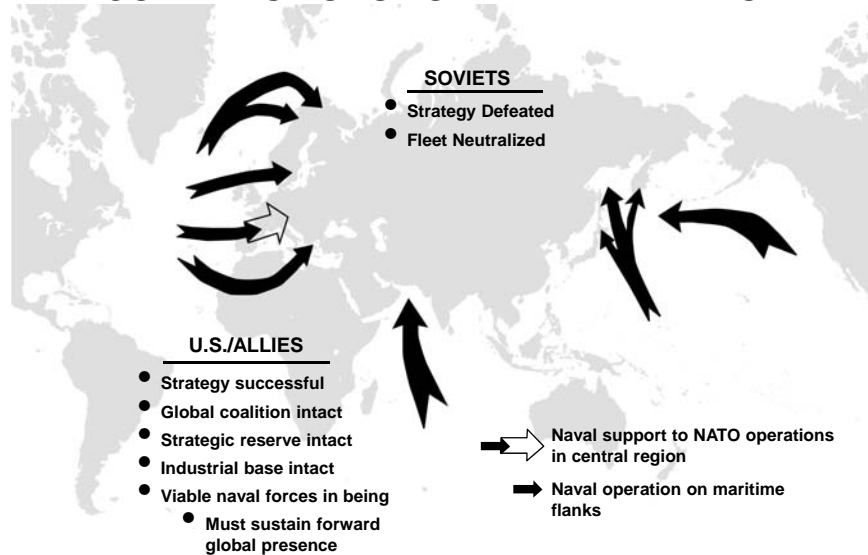 SOVIETS
• Strategy Defeated
• Fleet Neutralized
U.S./ALLIES
• Strategy successful
• Global coalition intact
• Strategic reserve intact
• Industrial base intact
• Viable naval forces in being
• Must sustain forward
global presence
Naval support to NATO operations
in central region
Naval operation on maritime
flanks